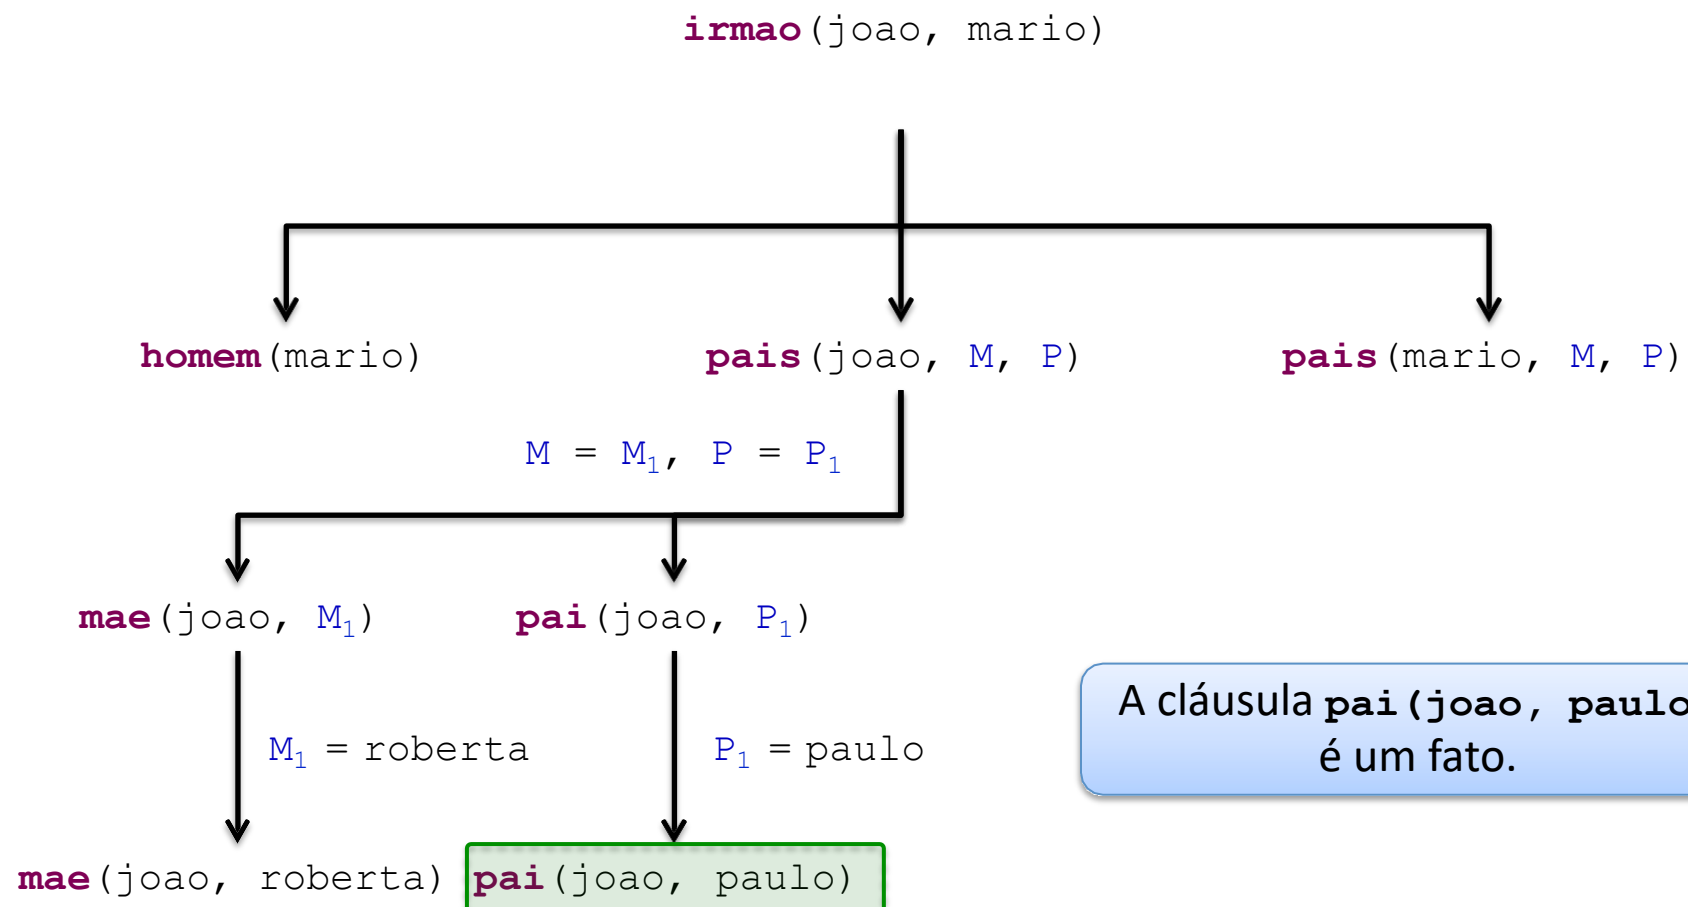 irmao(joao, mario)
homem(mario) pais(joao, M, P) pais(mario, M, P)
M = M₁, P = P₁
mae(joao, M₁) pai(joao, P₁)
A cláusula pai(joao, paulo
é um fato.
M₁ = roberta P₁ = paulo
mae(joao, roberta) pai(joao, paulo)